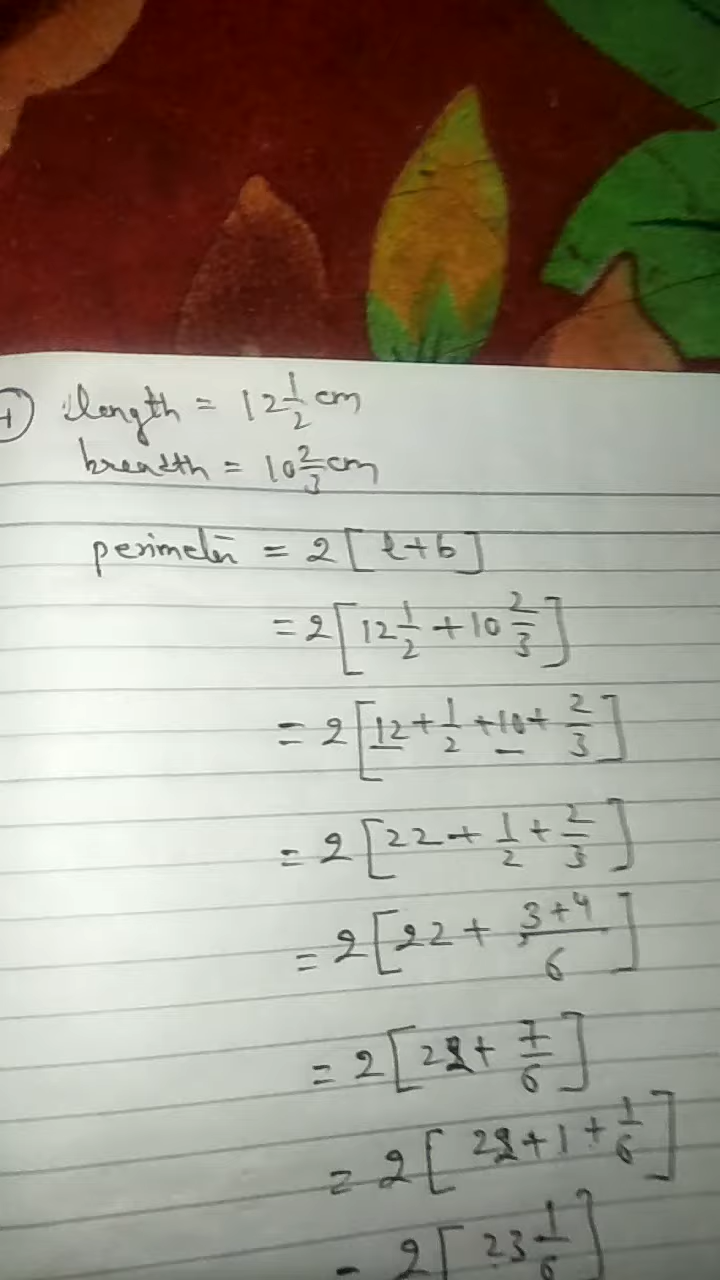 ① length = 12 1/2 cm
breadth = 10 2/3 cm
perimeter = 2 [l+b]
= 2 [12 1/2 + 10 2/3]
= 2 [12 + 1/2 + 10 + 2/3]
= 2 [22 + 1/2 + 2/3]
= 2 [22 + 3+4/6]
= 2 [22 + 7/6]
= 2 [22 + 1 + 1/6]
= 2 [23 1/6]